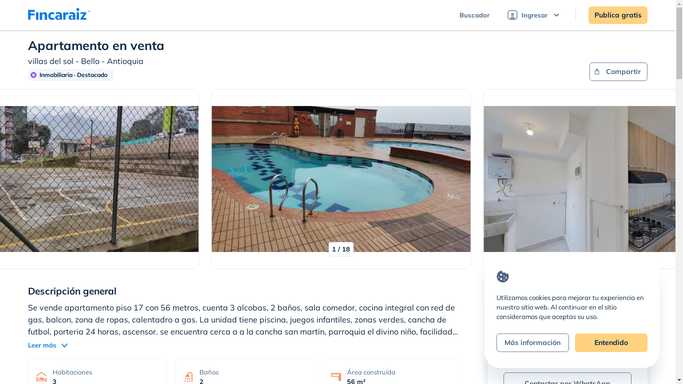 Fincaraiz
Buscador
Ingresar
Publica gratis
Apartamento en venta
villas del sol - Bello - Antioquia
Inmobiliaria · Destacado
Compartir
1 / 18
Descripción general
Se vende apartamento piso 17 con 56 metros, cuenta 3 alcobas, 2 baños, sala comedor, cocina integral con red de
gas, balcon, zona de ropas, calentadro a gas. La unidad tiene piscina, juegos infantiles, zonas verdes, cancha de
futbol, porteria 24 horas, ascensor. se encuentra cerca a a la cancha san martin, parroquia el divino niño, facilidad...
Leer más
Habitaciones
3
Baños
2
Área construida
56 m²
Utilizamos cookies para mejorar tu experiencia en
nuestro sitio web. Al continuar en el sitio
consideramos que aceptas su uso.
Más información
Entendido
Contactar por WhatsApp